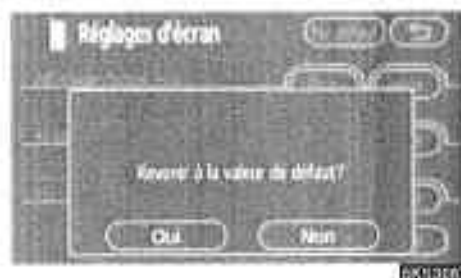 Réglages d'écran
Revenir à la valeur de défaut?
Oui Non